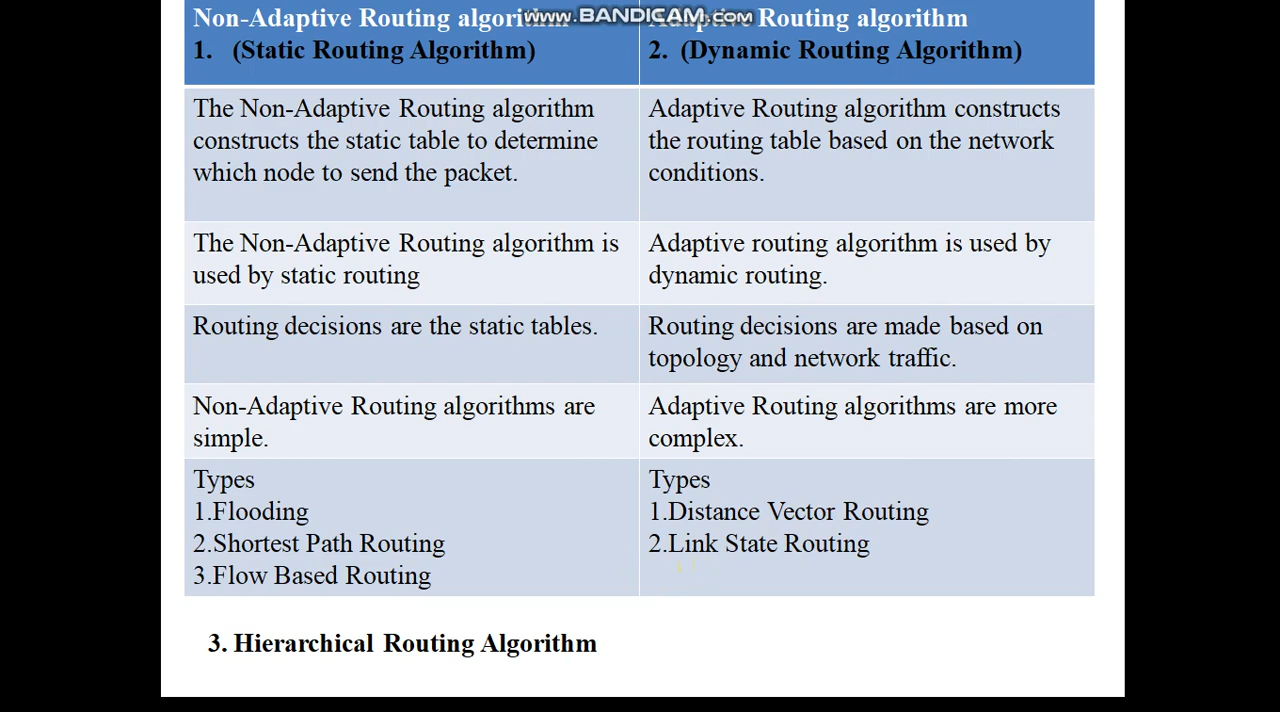 www.BANDICAM.com
Non-Adaptive Routing algorithm
1. (Static Routing Algorithm)
Adaptive Routing algorithm
2. (Dynamic Routing Algorithm)
The Non-Adaptive Routing algorithm
constructs the static table to determine
which node to send the packet.
Adaptive Routing algorithm constructs
the routing table based on the network
conditions.
The Non-Adaptive Routing algorithm is
used by static routing
Adaptive routing algorithm is used by
dynamic routing.
Routing decisions are the static tables.
Routing decisions are made based on
topology and network traffic.
Non-Adaptive Routing algorithms are
simple.
Adaptive Routing algorithms are more
complex.
Types
1.Flooding
2.Shortest Path Routing
3.Flow Based Routing
Types
1.Distance Vector Routing
2.Link State Routing
3. Hierarchical Routing Algorithm